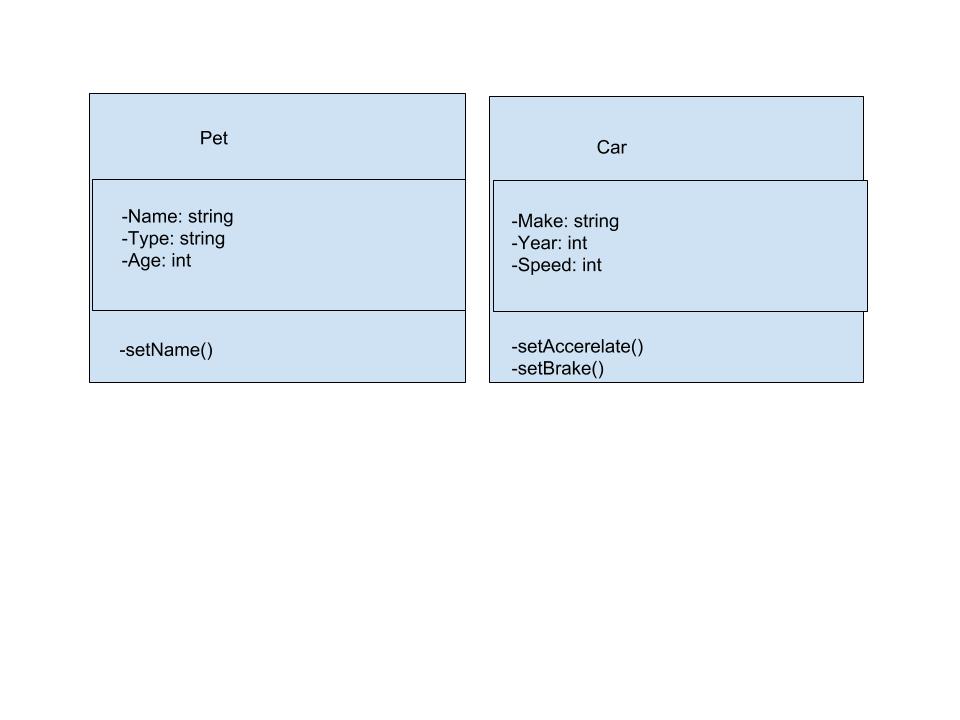 Pet
-Name: string
-Type: string
-Age: int
-setName()
Car
-Make: string
-Year: int
-Speed: int
-setAccerelate()
-setBrake()